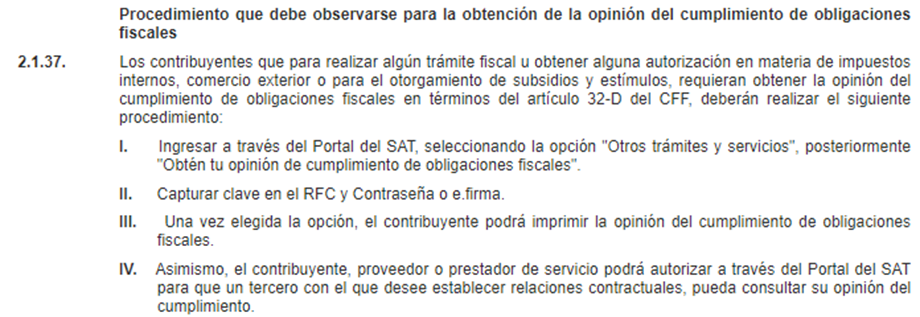 Procedimiento que debe observarse para la obtención de la opinión del cumplimiento de obligaciones
fiscales
2.1.37. Los contribuyentes que para realizar algún trámite fiscal u obtener alguna autorización en materia de impuestos
internos, comercio exterior o para el otorgamiento de subsidios y estímulos, requieran obtener la opinión del
cumplimiento de obligaciones fiscales en términos del artículo 32-D del CFF, deberán realizar el siguiente
procedimiento:
I. Ingresar a través del Portal del SAT, seleccionando la opción "Otros trámites y servicios", posteriormente
"Obtén tu opinión de cumplimiento de obligaciones fiscales".
II. Capturar clave en el RFC y Contraseña o e.firma.
III. Una vez elegida la opción, el contribuyente podrá imprimir la opinión del cumplimiento de obligaciones
fiscales.
IV. Asimismo, el contribuyente, proveedor o prestador de servicio podrá autorizar a través del Portal del SAT
para que un tercero con el que desee establecer relaciones contractuales, pueda consultar su opinión del
cumplimiento.